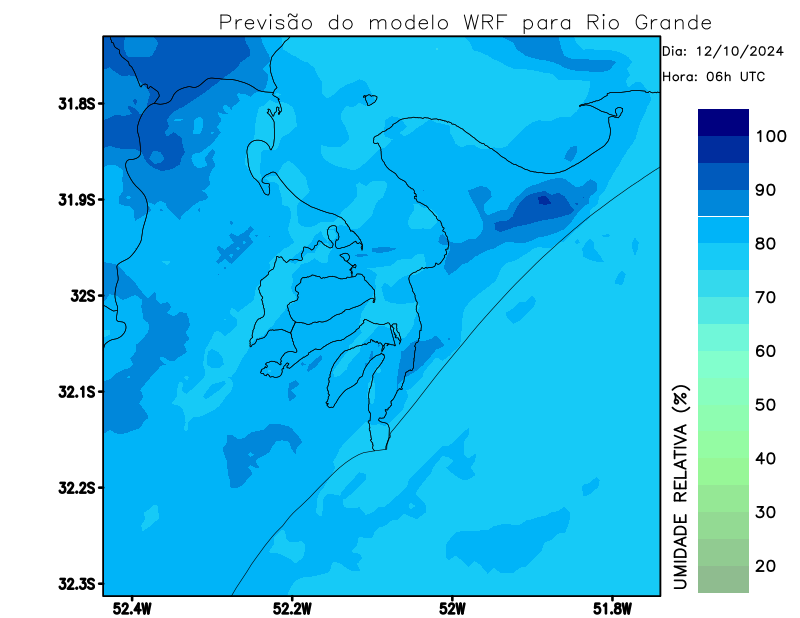 Previsão do modelo WRF para Rio Grande
Dia: 12/10/2024
Hora: 06h UTC
31.8S
31.9S
32S
32.1S
32.2S
32.3S
52.4W
52.2W
52W
51.8W
100
90
80
70
60
50
40
30
20
UMIDADE RELATIVA (%)